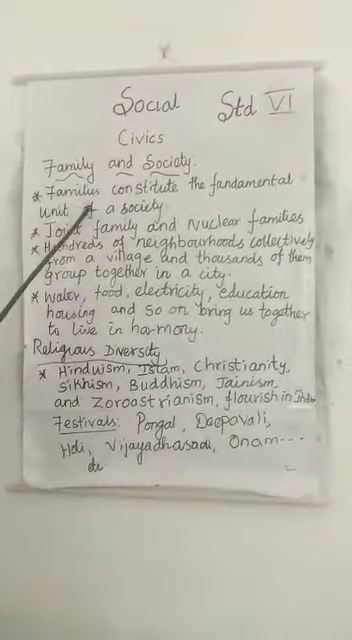 Social Std VI
Civics
Family and Society.
* Families constitute the fundamental
unit of a society.
* Joint family and Nuclear families
* Hundreds of neighbourhoods collectively
from a village and thousands of them
group together in a city.
* Water, food, electricity, education
housing and so on bring us together
to live in harmony.
Religious Diversity
* Hinduism, Islam, Christianity,
Sikhism, Buddhism, Jainism
and Zoroastrianism, flourish in India
Festivals: Pongal, Deepavali,
Holi, Vijayadhasadi, Onam...
etc